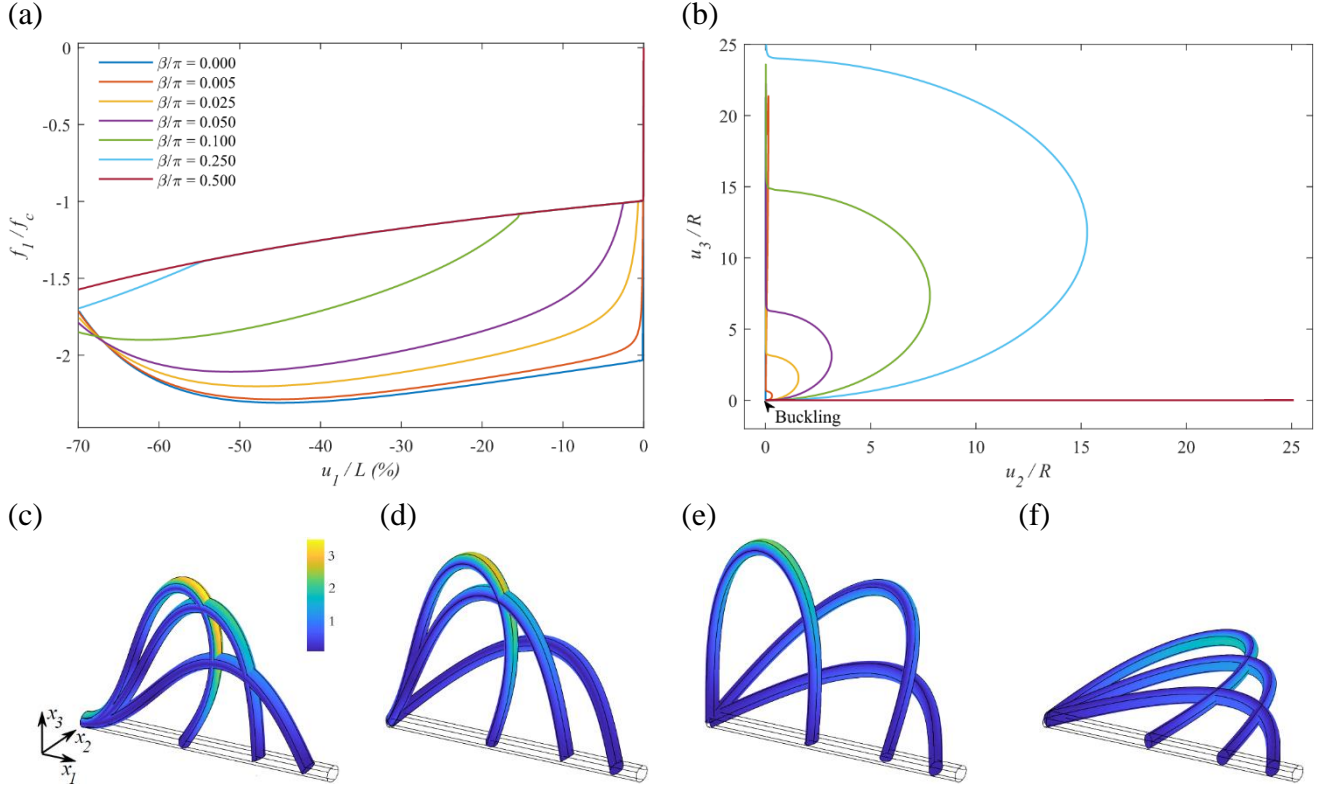 (a)
0
-0.5
-1
-1.5
-2
f1 / fc
β/π = 0.000
β/π = 0.005
β/π = 0.025
β/π = 0.050
β/π = 0.100
β/π = 0.250
β/π = 0.500
-70 -60 -50 -40 -30 -20 -10 0
u1 / L (%)
(b)
25
20
15
10
5
0
u3 / R
Buckling
0 5 10 15 20 25
u2 / R
(c)
3
2
1
x3
x2
x1
(d)
(e)
(f)